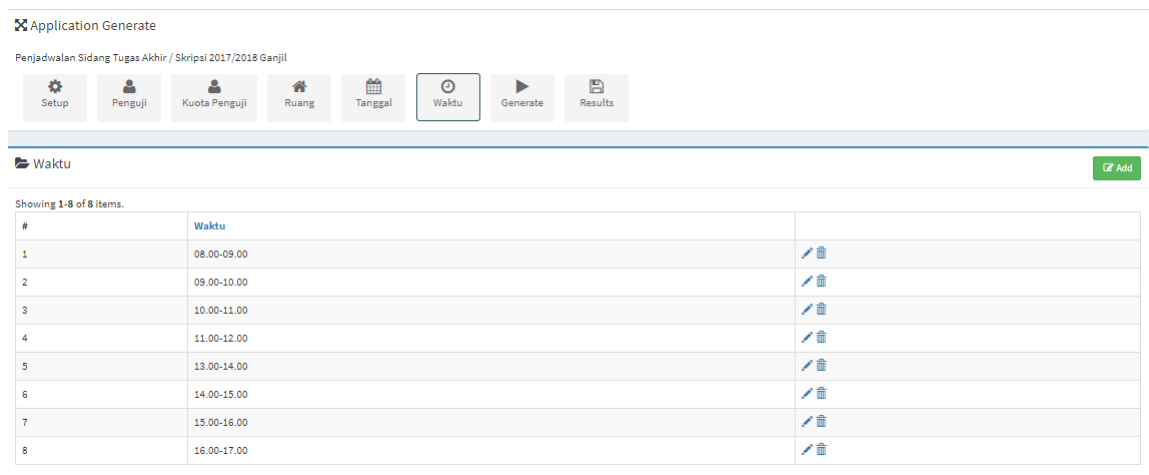 Application Generate
Penjadwalan Sidang Tugas Akhir / Skripsi 2017/2018 Ganjil
Setup Penguji Kuota Penguji Ruang Tanggal Waktu Generate Results
Waktu
Add
Showing 1-8 of 8 items.
# Waktu
1 08.00-09.00
2 09.00-10.00
3 10.00-11.00
4 11.00-12.00
5 13.00-14.00
6 14.00-15.00
7 15.00-16.00
8 16.00-17.00